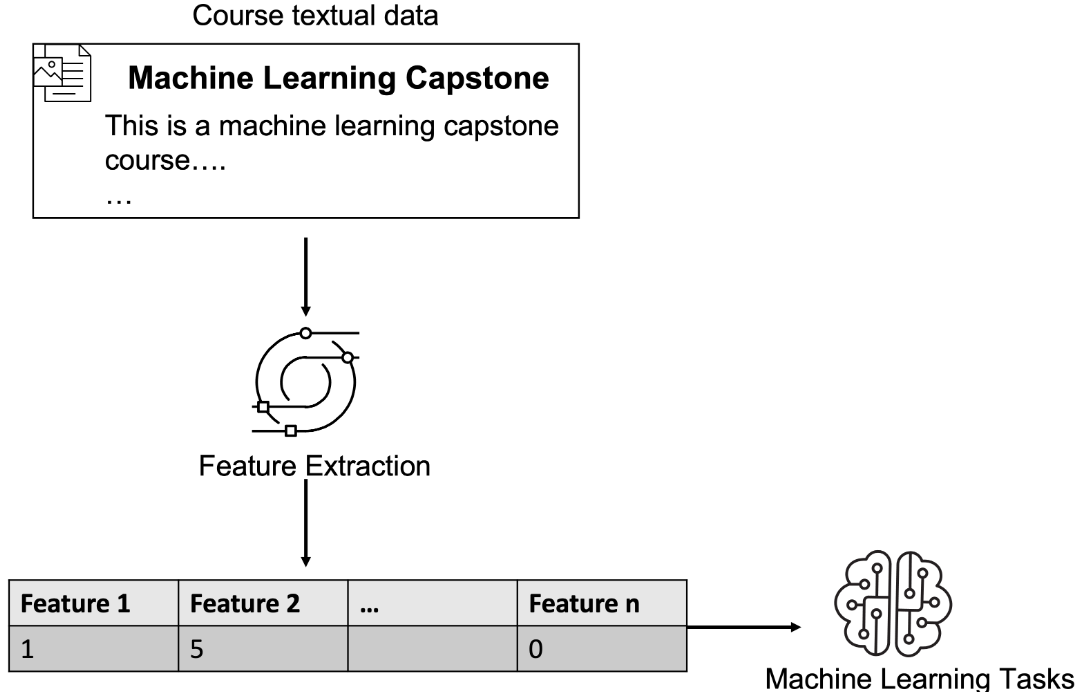 Course textual data
Machine Learning Capstone
This is a machine learning capstone
course....
...
Feature Extraction
Feature 1 Feature 2 ... Feature n
1 5 0
Machine Learning Tasks